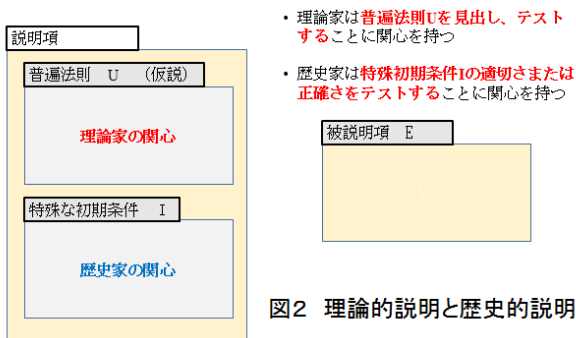 説明項
普遍法則　U　（仮説）
理論家の関心
特殊な初期条件　I
歴史家の関心
・理論家は普遍法則Uを見出し、テスト
することに関心を持つ
・歴史家は特殊初期条件Iの適切さまたは
正確さをテストすることに関心を持つ
被説明項　E
図2　理論的説明と歴史的説明